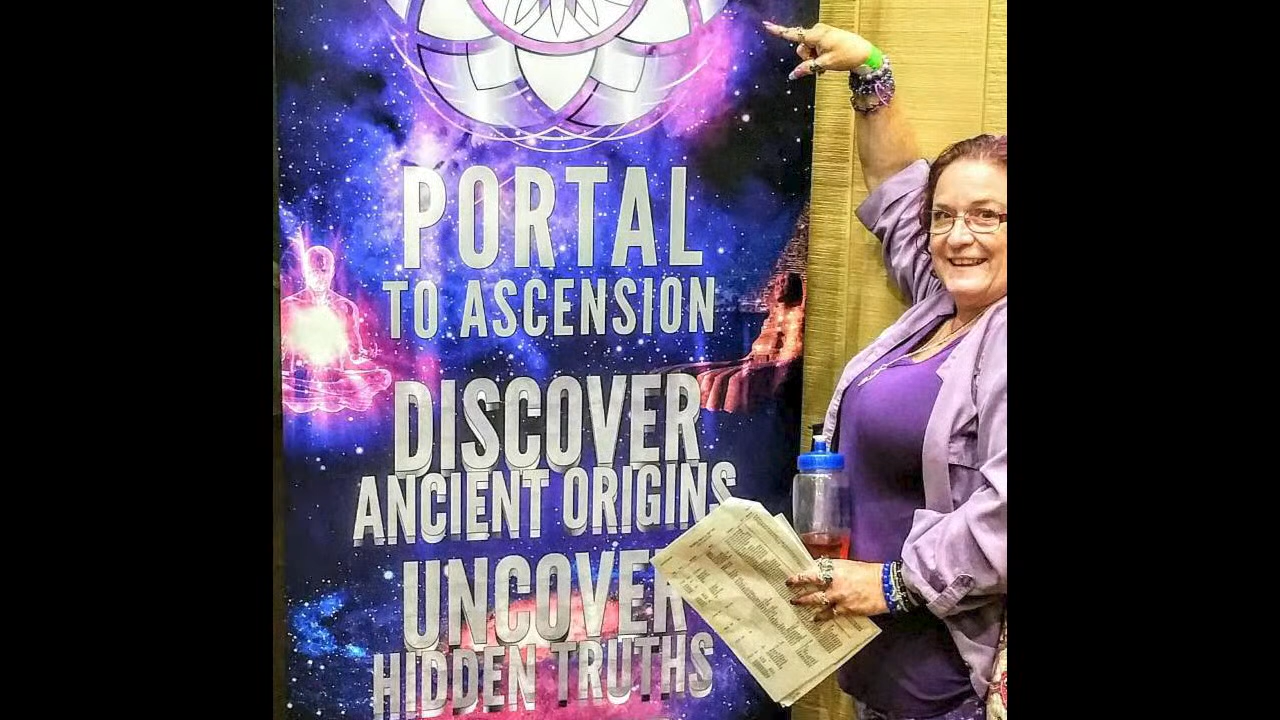 PORTAL
TO ASCENSION
DISCOVER
ANCIENT ORIGINS
UNCOVER
HIDDEN TRUTHS